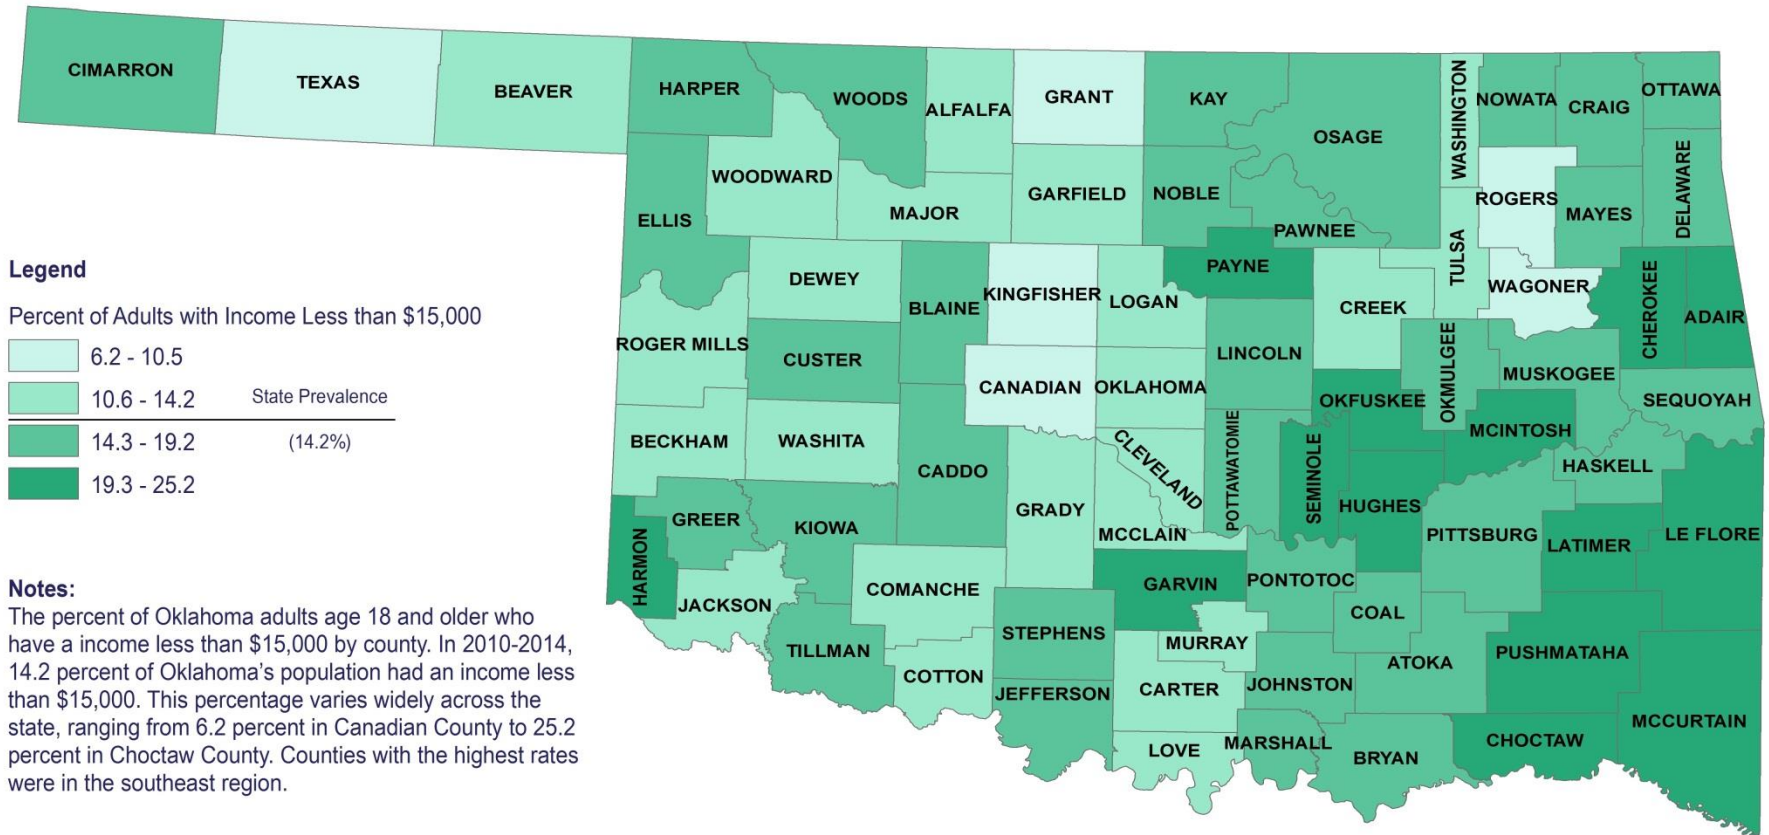 CIMARRON
TEXAS
BEAVER
HARPER
WOODS
ALFALFA
GRANT
KAY
OSAGE
WASHINGTON
NOWATA
CRAIG
OTTAWA
WOODWARD
ELLIS
MAJOR
GARFIELD
NOBLE
PAWNEE
ROGERS
MAYES
DELAWARE
TULSA
DEWEY
BLAINE
KINGFISHER
LOGAN
PAYNE
CREEK
WAGONER
CHEROKEE
ADAIR
ROGER MILLS
CUSTER
CANADIAN
OKLAHOMA
LINCOLN
OKFUSKEE
OKMULGEE
MUSKOGEE
SEQUOYAH
BECKHAM
WASHITA
CADDO
GRADY
CLEVELAND
MCCLAIN
POTTAWATOMIE
SEMINOLE
HUGHES
MCINTOSH
HASKELL
PITTSBURG
LATIMER
LE FLORE
HARMON
GREER
KIOWA
JACKSON
COMANCHE
TILLMAN
COTTON
STEPHENS
JEFFERSON
GARVIN
MURRAY
CARTER
LOVE
PONTOTOC
COAL
JOHNSTON
MARSHALL
ATOKA
BRYAN
PUSHMATAHA
CHOCTAW
MCCURTAIN
Legend
Percent of Adults with Income Less than $15,000
6.2 - 10.5
10.6 - 14.2 State Prevalence
14.3 - 19.2 (14.2%)
19.3 - 25.2
Notes:
The percent of Oklahoma adults age 18 and older who
have a income less than $15,000 by county. In 2010-2014,
14.2 percent of Oklahoma’s population had an income less
than $15,000. This percentage varies widely across the
state, ranging from 6.2 percent in Canadian County to 25.2
percent in Choctaw County. Counties with the highest rates
were in the southeast region.